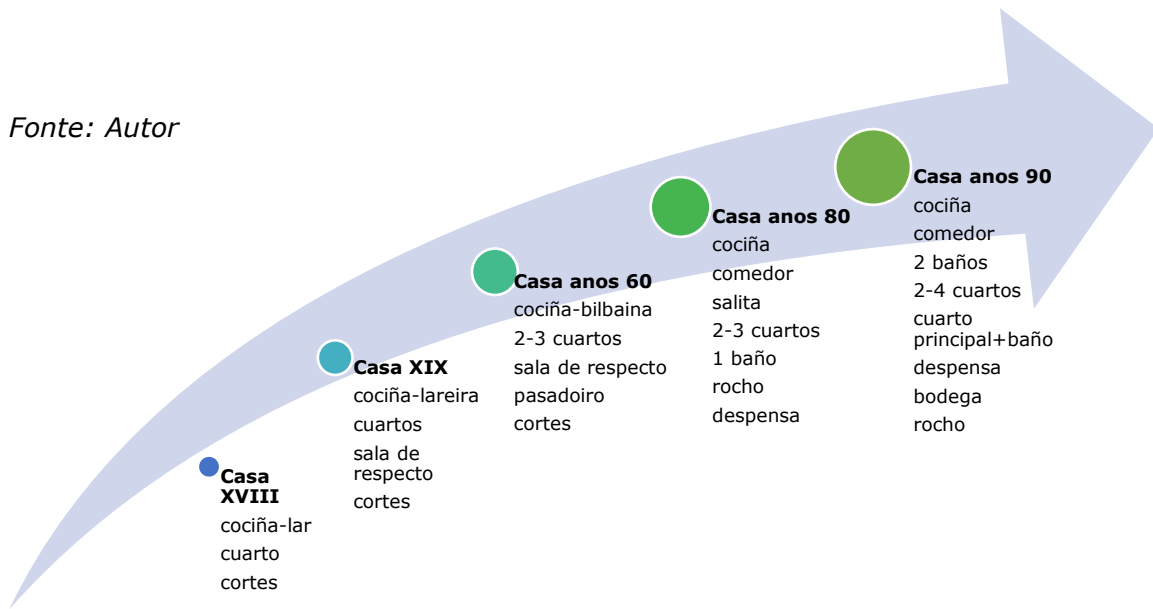 Fonte: Autor
Casa
XVIII
cociña-lar
cuarto
cortes
Casa XIX
cociña-lareira
cuartos
sala de
respecto
cortes
Casa anos 60
cociña-bilbaina
2-3 cuartos
sala de respecto
pasadoiro
cortes
Casa anos 80
cociña
comedor
salita
2-3 cuartos
1 baño
rocho
despensa
Casa anos 90
cociña
comedor
2 baños
2-4 cuartos
cuarto
principal+baño
despensa
bodega
rocho